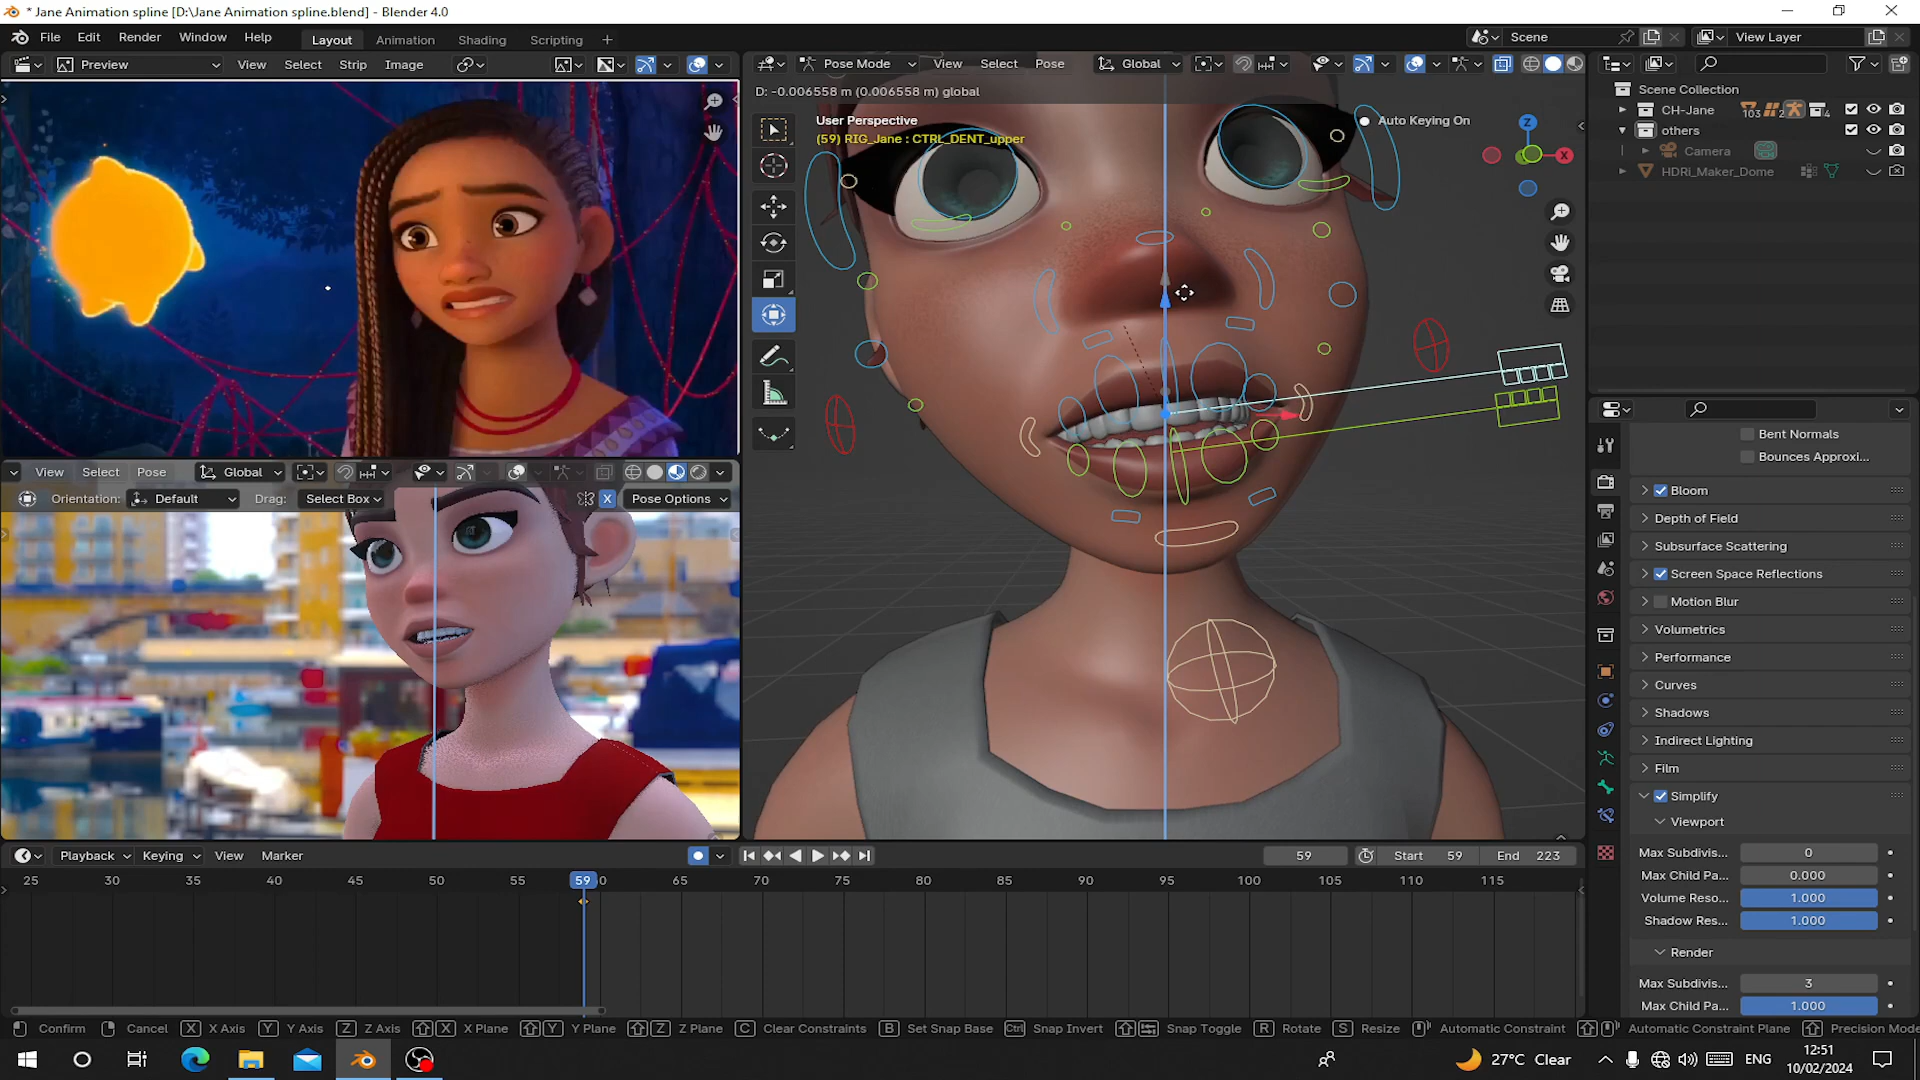 * Jane Animation spline [D:\Jane Animation spline.blend] - Blender 4.0
File Edit Render Window Help Layout Animation Shading Scripting + Scene View Layer
Preview View Select Strip Image
Pose Mode View Select Pose Global
D: -0.006558 m (0.006558 m) global
User Perspective
(59) RIG_Jane : CTRL_DENT_upper
Auto Keying On
Z
X
Scene Collection
CH-Jane 103 2 4
others
Camera
HDRi_Maker_Dome
View Select Pose Global
Orientation: Default Drag: Select Box X Pose Options
Bent Normals
Bounces Approxi...
Bloom
Depth of Field
Subsurface Scattering
Screen Space Reflections
Motion Blur
Volumetrics
Performance
Curves
Shadows
Indirect Lighting
Film
Simplify
Viewport
Max Subdivis... 0
Max Child Pa... 0.000
Volume Reso... 1.000
Shadow Res... 1.000
Render
Max Subdivis... 3
Max Child Pa... 1.000
Playback Keying View Marker 59 Start 59 End 223
25 30 35 40 45 50 55 59 0 65 70 75 80 85 90 95 100 105 110 115
Confirm Cancel X X Axis Y Y Axis Z Z Axis X X Plane Y Y Plane Z Z Plane C Clear Constraints B Set Snap Base Ctrl Snap Invert Snap Toggle R Rotate S Resize Automatic Constraint Automatic Constraint Plane Precision Mode
27°C Clear ENG 12:51
10/02/2024